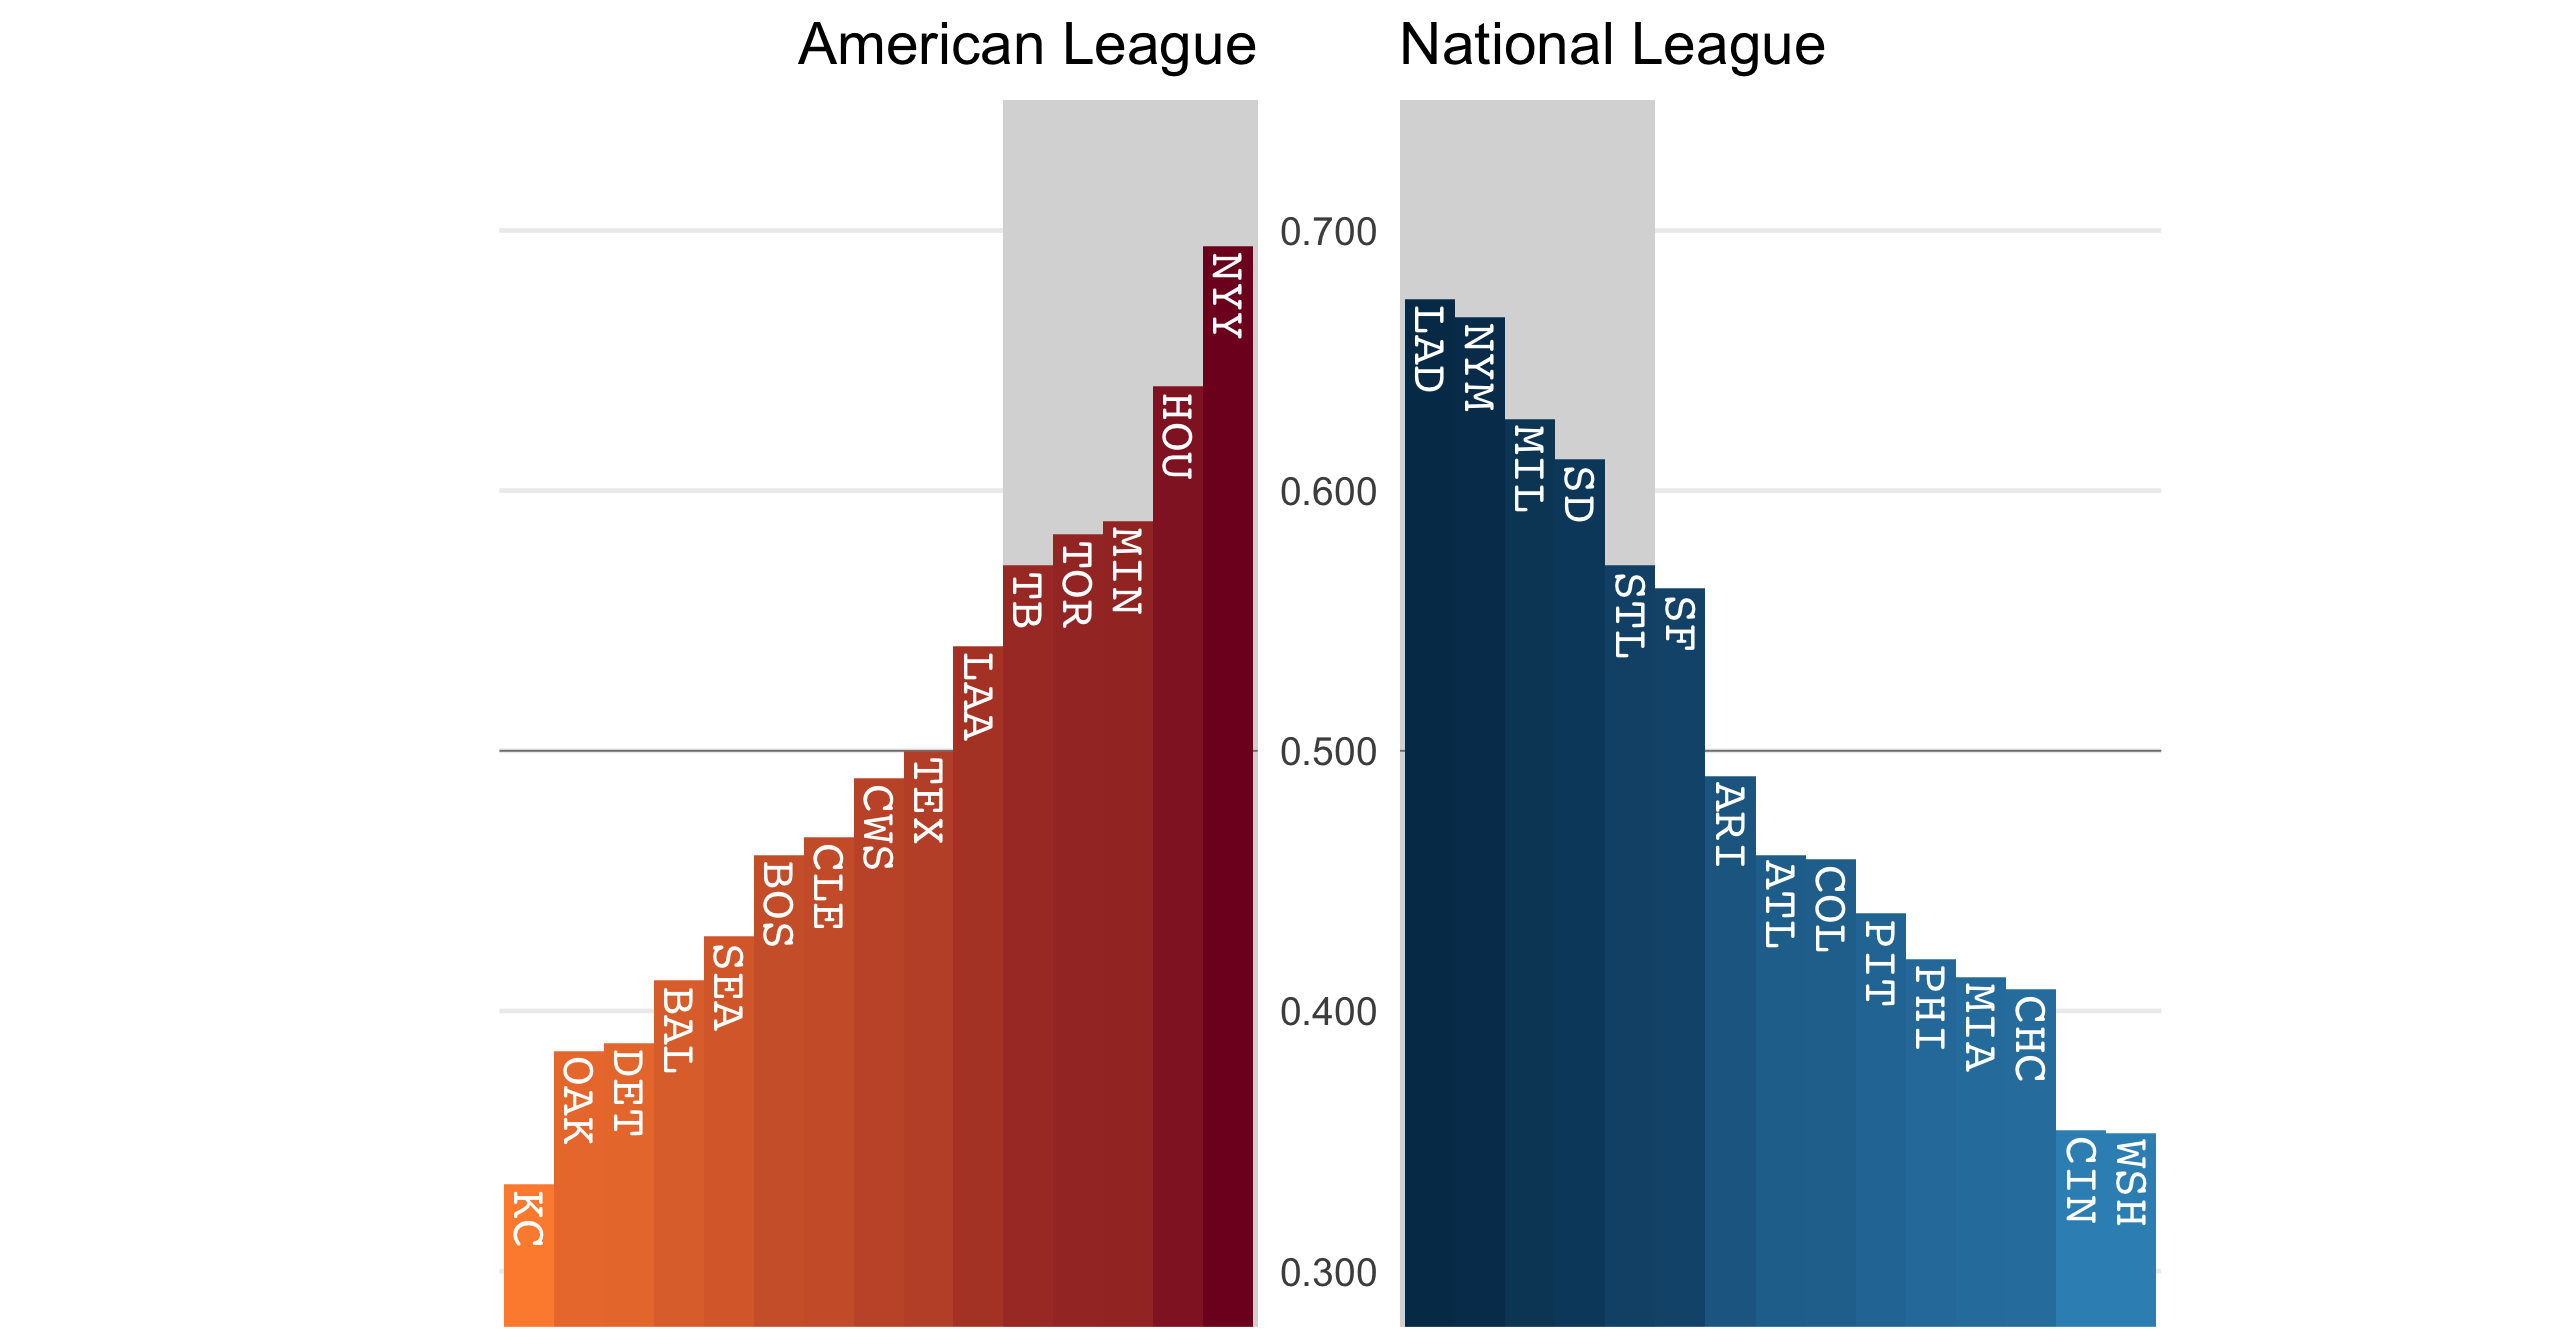 American League
National League
0.700
0.600
0.500
0.400
0.300
KC
OAK
DET
BAL
SEA
BOS
CLE
CWS
TEX
LAA
TB
TOR
MIN
HOU
NYY
LAD
NYM
MIL
SD
STL
SF
ARI
ATL
COL
PIT
PHI
MIA
CHC
CIN
WSH